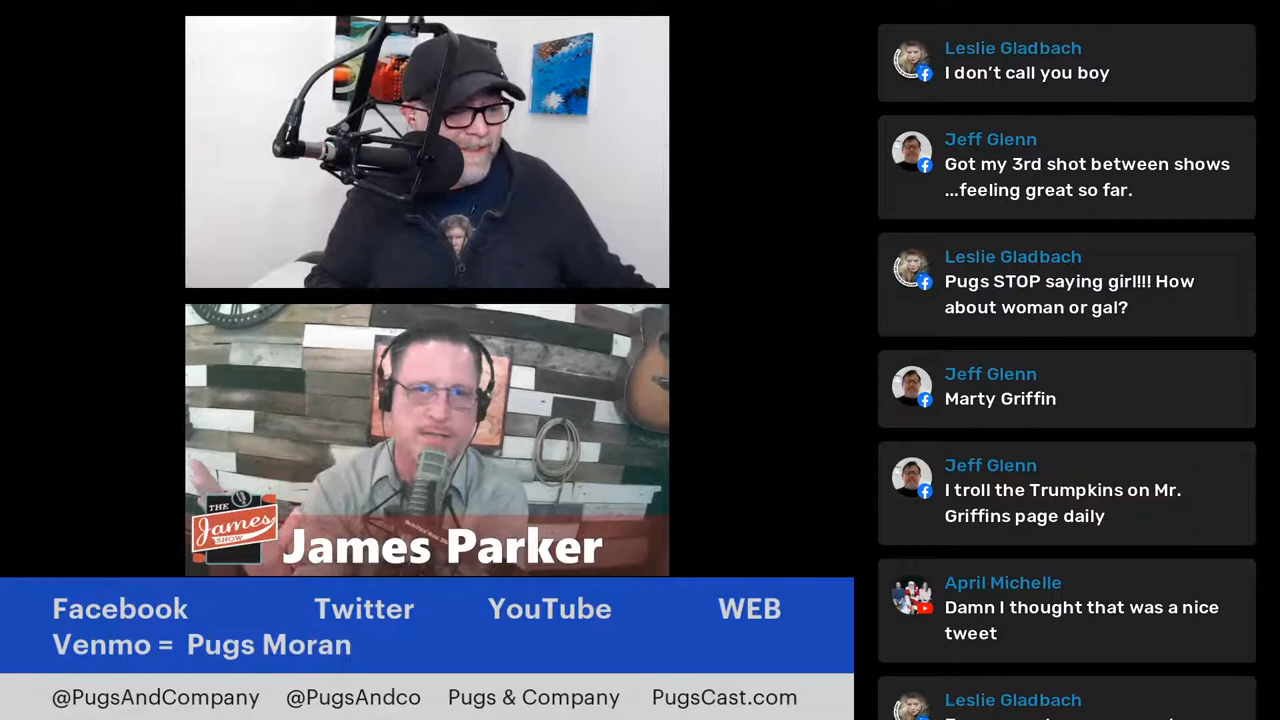 THE
James
SHOW
James Parker
Facebook Twitter YouTube WEB
Venmo = Pugs Moran
@PugsAndCompany @PugsAndco Pugs & Company PugsCast.com
Leslie Gladbach
I don’t call you boy
Jeff Glenn
Got my 3rd shot between shows
...feeling great so far.
Leslie Gladbach
Pugs STOP saying girl!!! How
about woman or gal?
Jeff Glenn
Marty Griffin
Jeff Glenn
I troll the Trumpkins on Mr.
Griffins page daily
April Michelle
Damn I thought that was a nice
tweet
Leslie Gladbach